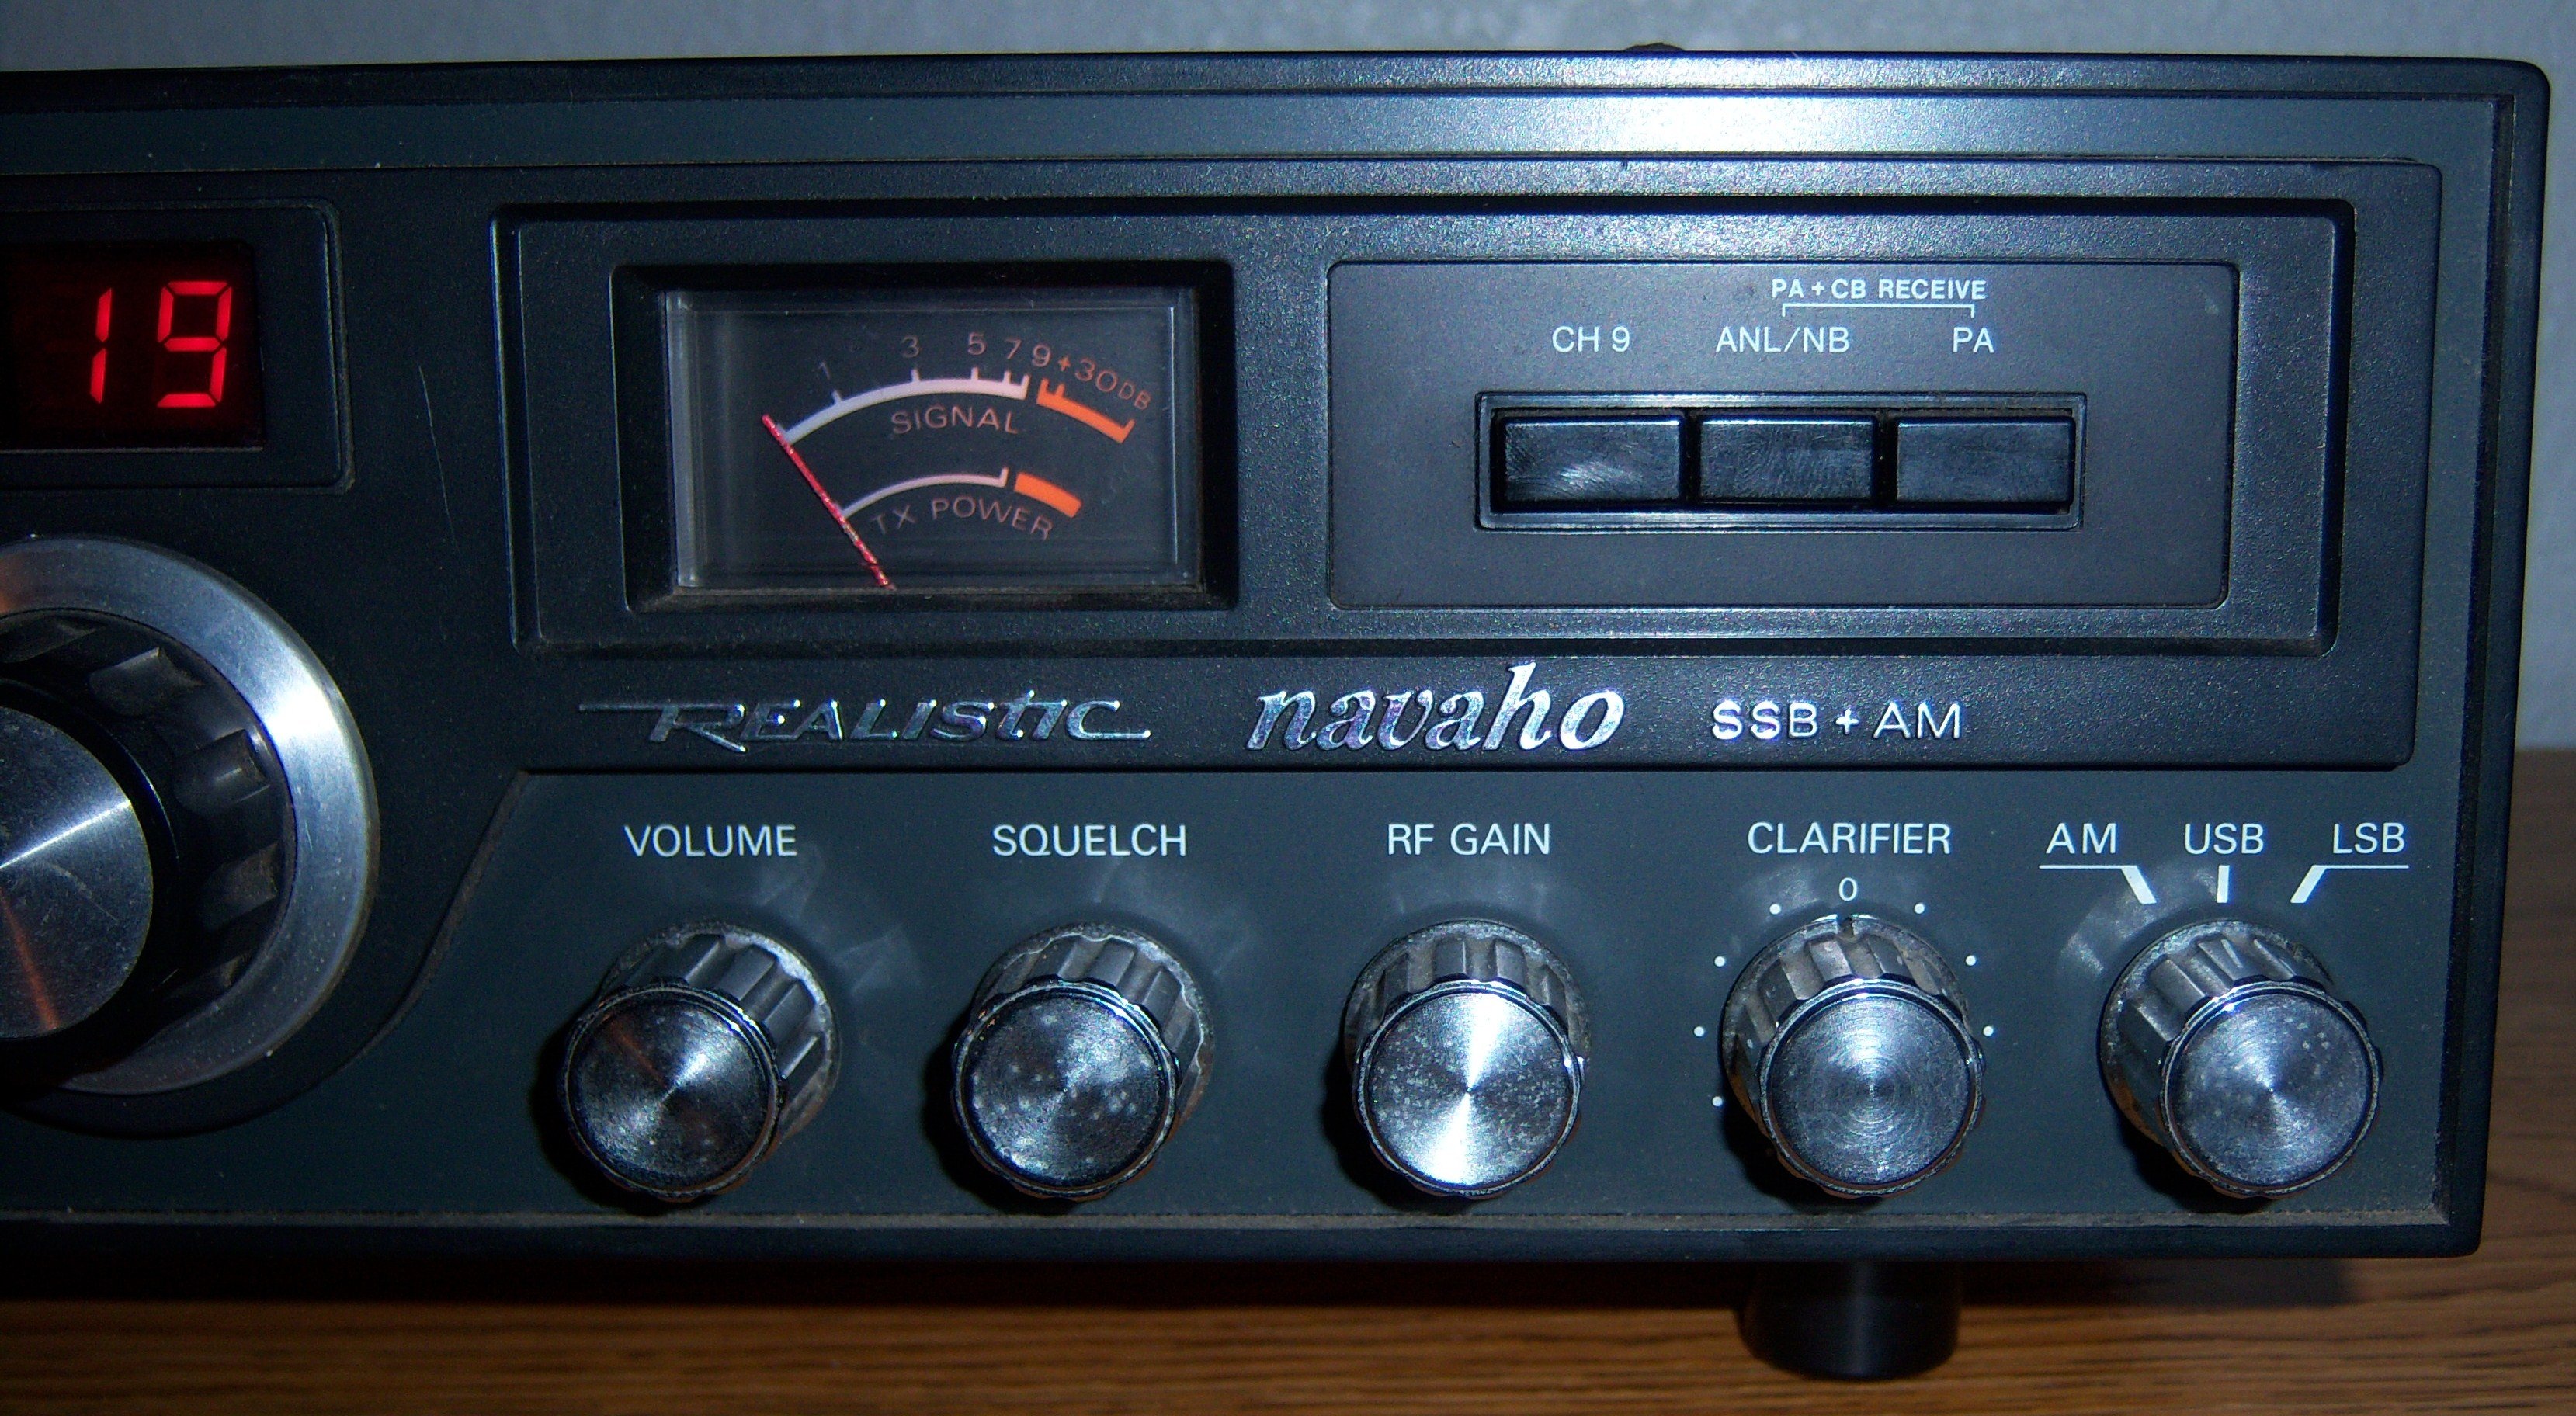 19
1 3 5 7 9 +30DB
SIGNAL
TX POWER
PA + CB RECEIVE
CH 9 ANL/NB PA
REALISTIC navaho SSB + AM
VOLUME SQUELCH RF GAIN CLARIFIER AM USB LSB
0